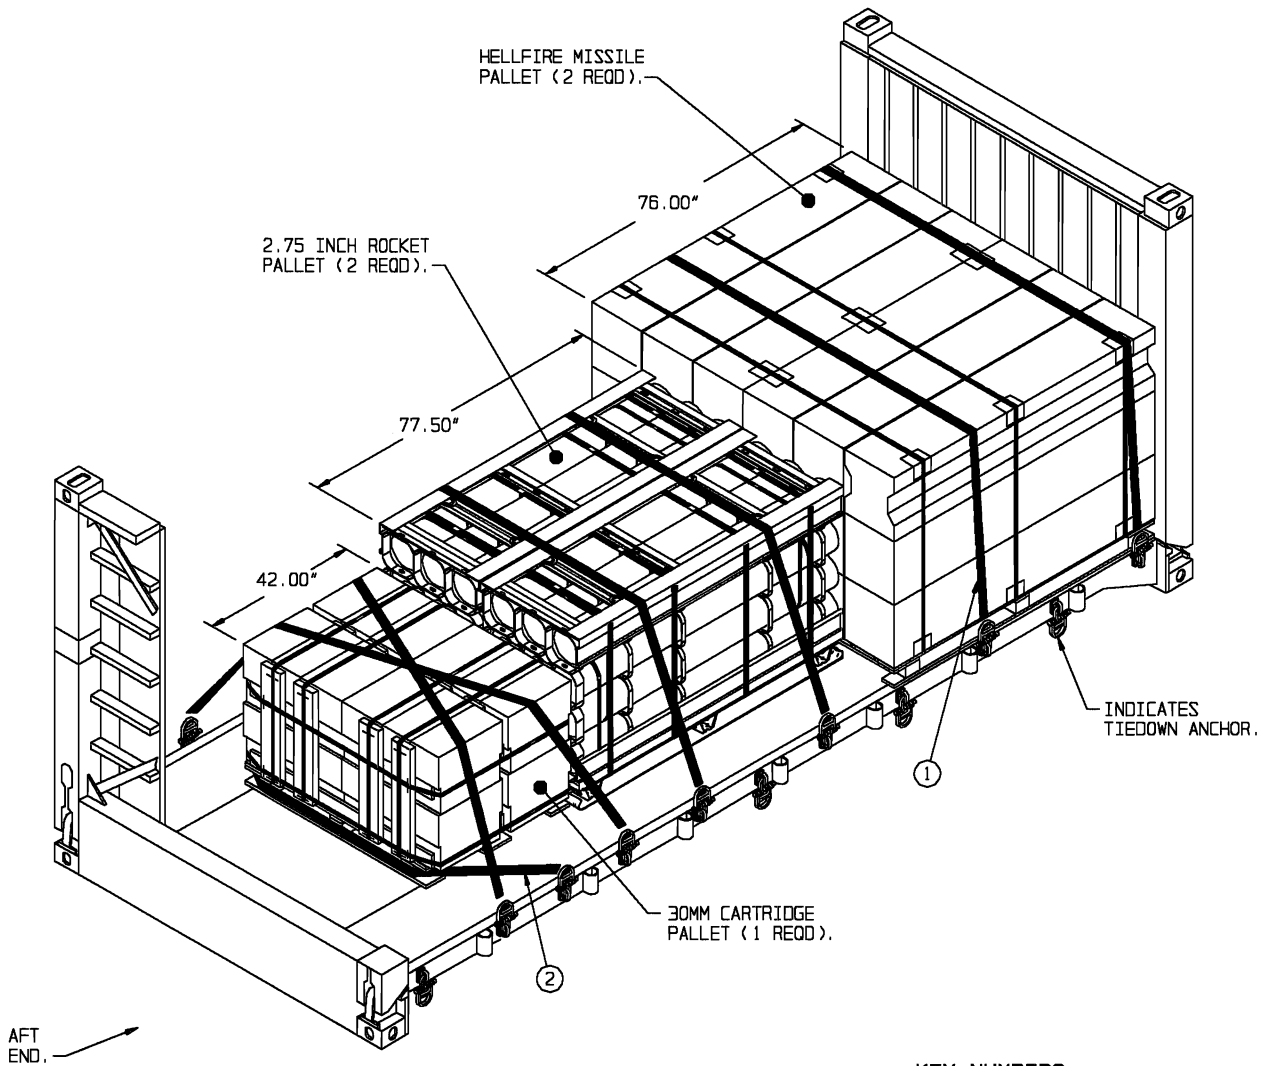 HELLFIRE MISSILE
PALLET (2 REQD).
76.00"
2.75 INCH ROCKET
PALLET (2 REQD).
77.50"
42.00"
INDICATES
TIEDOWN ANCHOR.
1
30MM CARTRIDGE
PALLET (1 REQD).
2
AFT
END.